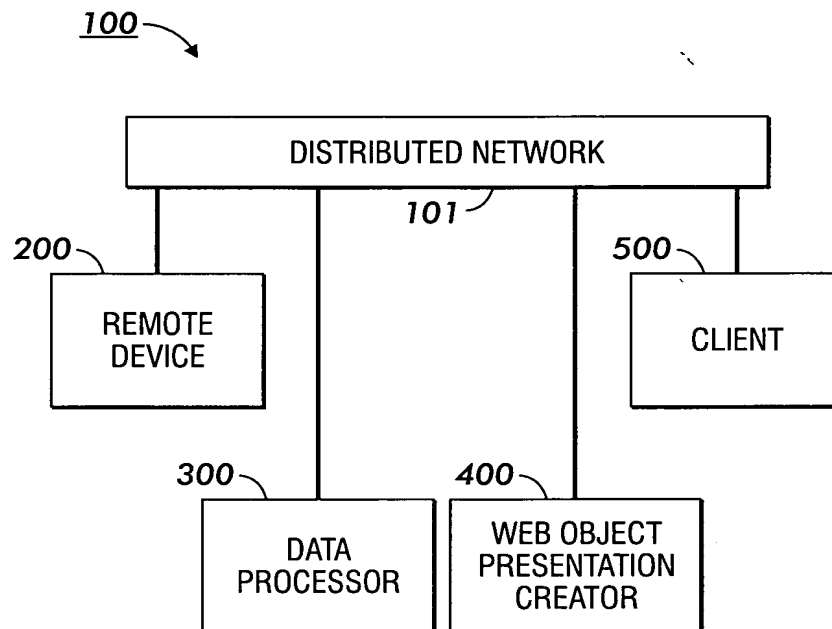 100
DISTRIBUTED NETWORK
101
200
500
REMOTE
DEVICE
CLIENT
300
400
DATA
PROCESSOR
WEB OBJECT
PRESENTATION
CREATOR